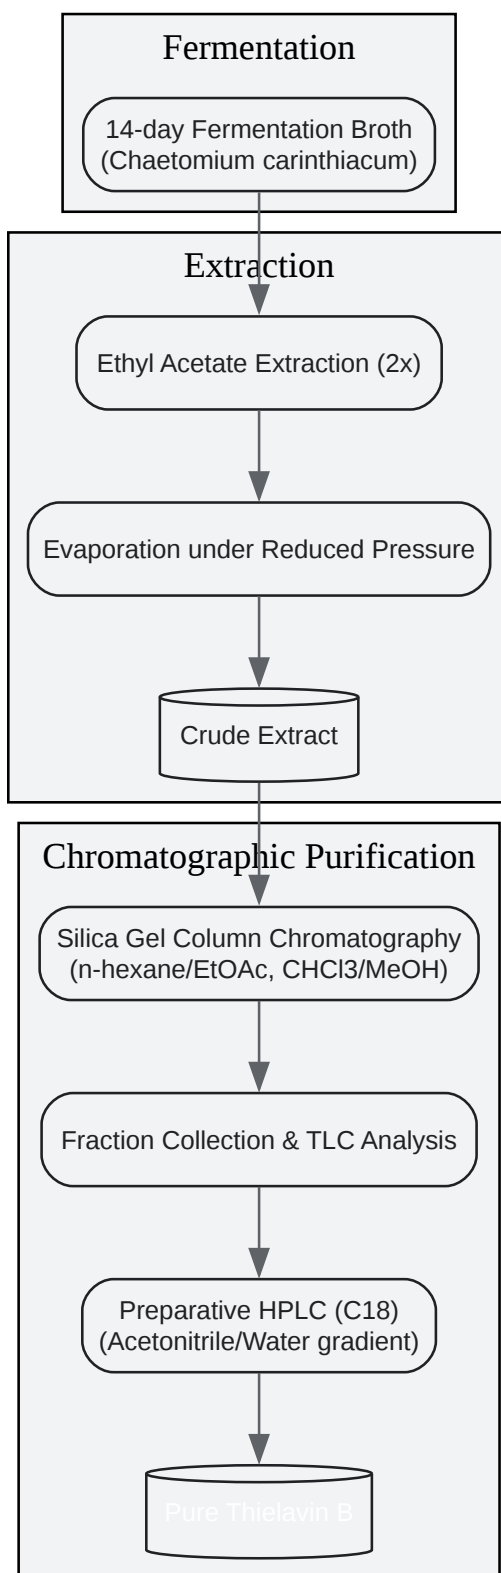 Fermentation
14-day Fermentation Broth
(Chaetomium carinthiacum)
Extraction
Ethyl Acetate Extraction (2x)
Evaporation under Reduced Pressure
Crude Extract
Chromatographic Purification
Silica Gel Column Chromatography
(n-hexane/EtOAc, CHCl3/MeOH)
Fraction Collection & TLC Analysis
Preparative HPLC (C18)
(Acetonitrile/Water gradient)
Pure Thielavin B